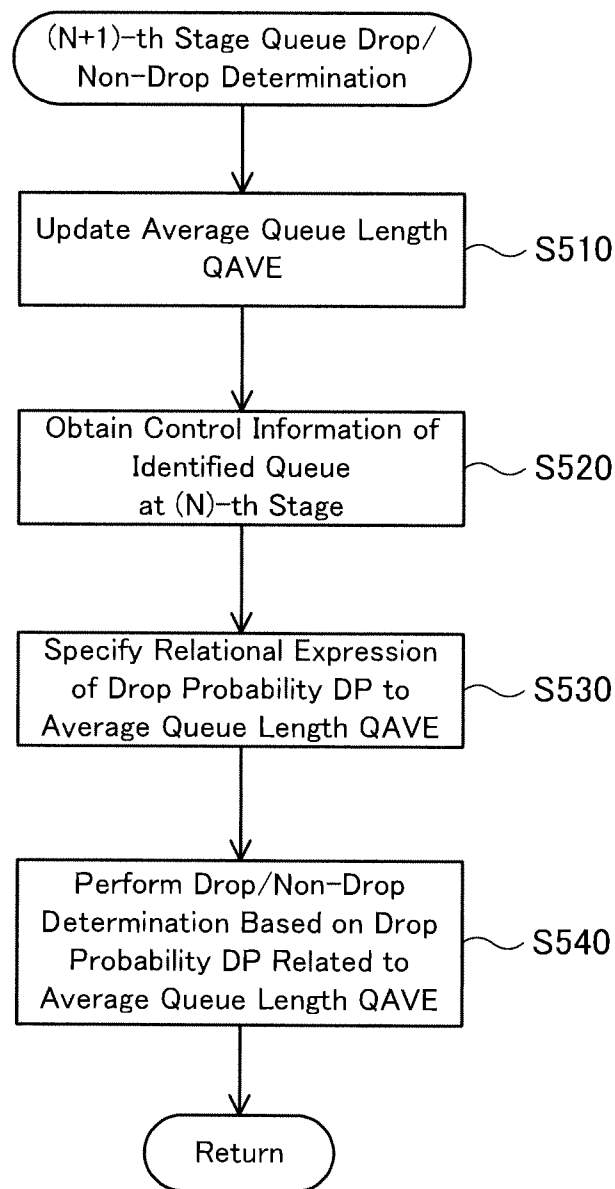 (N+1)-th Stage Queue Drop/
Non-Drop Determination
Update Average Queue Length
QAVE
S510
Obtain Control Information of
Identified Queue
at (N)-th Stage
S520
Specify Relational Expression
of Drop Probability DP to
Average Queue Length QAVE
S530
Perform Drop/Non-Drop
Determination Based on Drop
Probability DP Related to
Average Queue Length QAVE
S540
Return